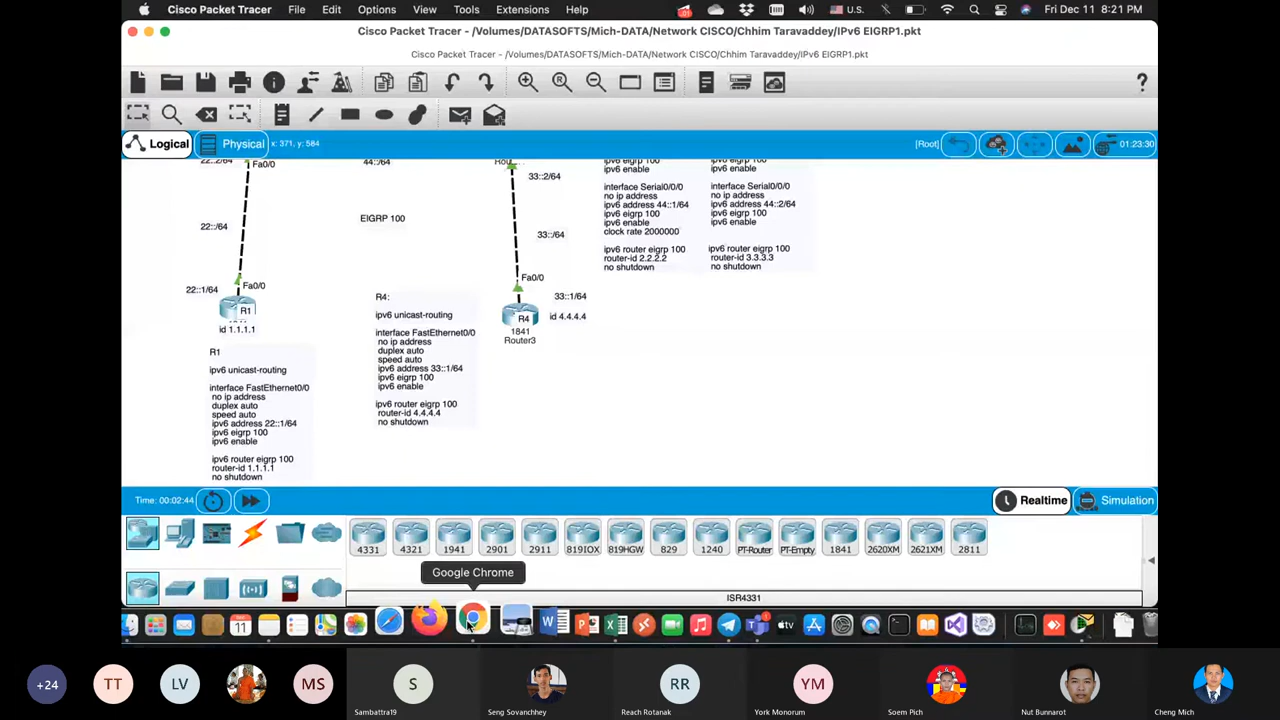 Cisco Packet Tracer File Edit Options View Tools Extensions Help U.S. Fri Dec 11 8:21 PM
Cisco Packet Tracer - /Volumes/DATASOFTS/Mich-DATA/Network CISCO/Chhim Taravaddey/IPv6 EIGRP1.pkt
Cisco Packet Tracer - /Volumes/DATASOFTS/Mich-DATA/Network CISCO/Chhim Taravaddey/IPv6 EIGRP1.pkt
?
Logical Physical x: 371, y: 584 [Root] 01:23:30
22::2/64
Fa0/0
44::/64
33::2/64
22::/64
EIGRP 100
33::/64
22::1/64
Fa0/0
R1
id 1.1.1.1
Fa0/0
33::1/64
R4
id 4.4.4.4
1841
Router3
ipv6 eigrp 100
ipv6 enable
interface Serial0/0/0
no ip address
ipv6 address 44::1/64
ipv6 eigrp 100
ipv6 enable
clock rate 2000000
ipv6 router eigrp 100
router-id 2.2.2.2
no shutdown
ipv6 eigrp 100
ipv6 enable
interface Serial0/0/0
no ip address
ipv6 address 44::2/64
ipv6 eigrp 100
ipv6 enable
ipv6 router eigrp 100
router-id 3.3.3.3
no shutdown
R4:
ipv6 unicast-routing
interface FastEthernet0/0
no ip address
duplex auto
speed auto
ipv6 address 33::1/64
ipv6 eigrp 100
ipv6 enable
ipv6 router eigrp 100
router-id 4.4.4.4
no shutdown
R1
ipv6 unicast-routing
interface FastEthernet0/0
no ip address
duplex auto
speed auto
ipv6 address 22::1/64
ipv6 eigrp 100
ipv6 enable
ipv6 router eigrp 100
router-id 1.1.1.1
no shutdown
Time: 00:02:44 Realtime Simulation
4331 4321 1941 2901 2911 819IOX 819HGW 829 1240 PT-Router PT-Empty 1841 2620XM 2621XM 2811
Google Chrome
ISR4331
11
+24 TT LV MS S RR YM
Sambattra19 Seng Sovanchhey Reach Rotanak York Monorum Soem Pich Nut Bunnarot Cheng Mich